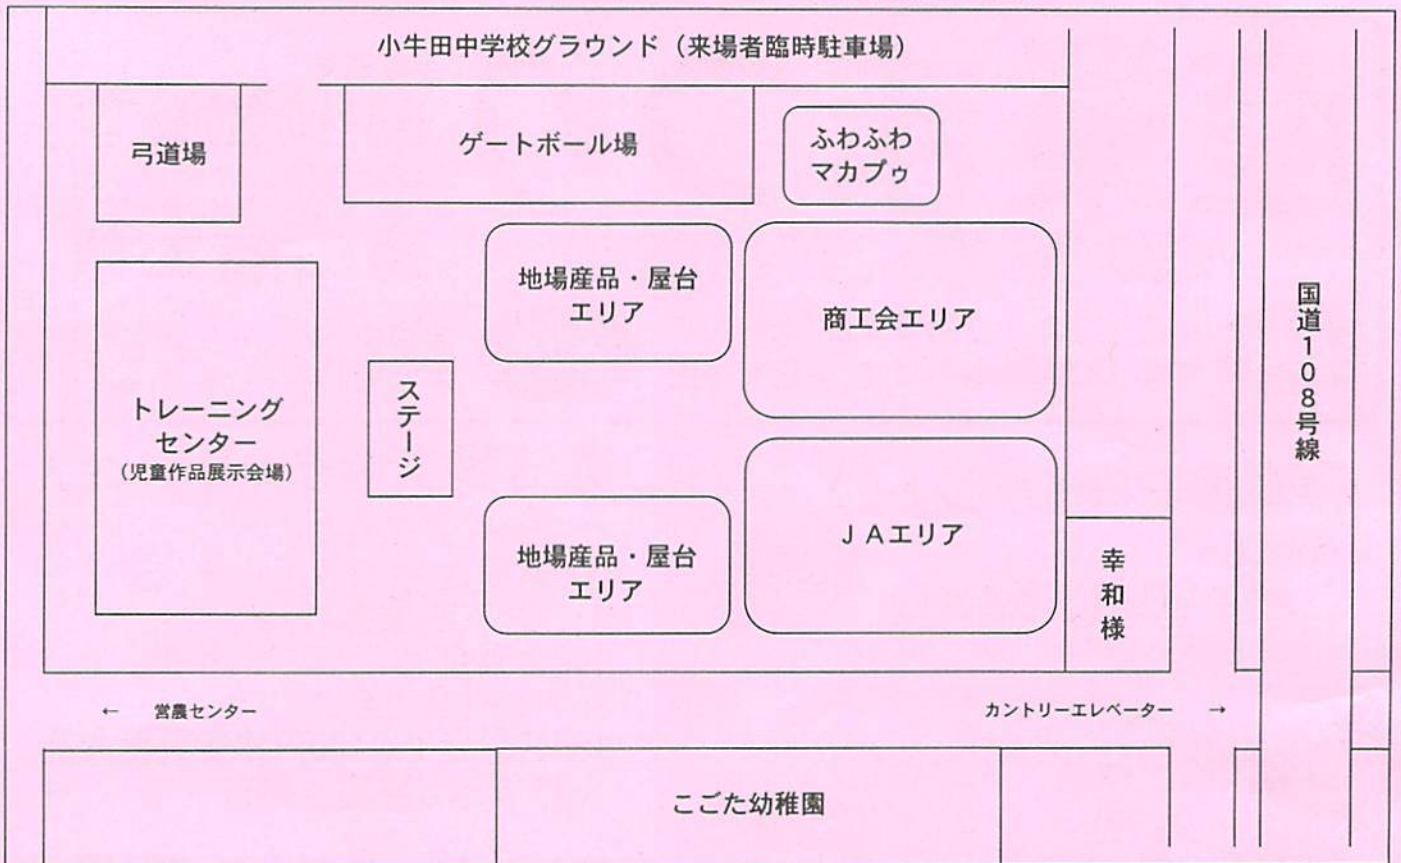 小牛田中学校グラウンド（来場者臨時駐車場）
弓道場
ゲートボール場
ふわふわ
マカプゥ
地場産品・屋台
エリア
商工会エリア
国道108号線
トレーニング
センター
（児童作品展示会場）
ステージ
地場産品・屋台
エリア
ＪＡエリア
幸和様
← 営農センター
カントリーエレベーター →
こごた幼稚園